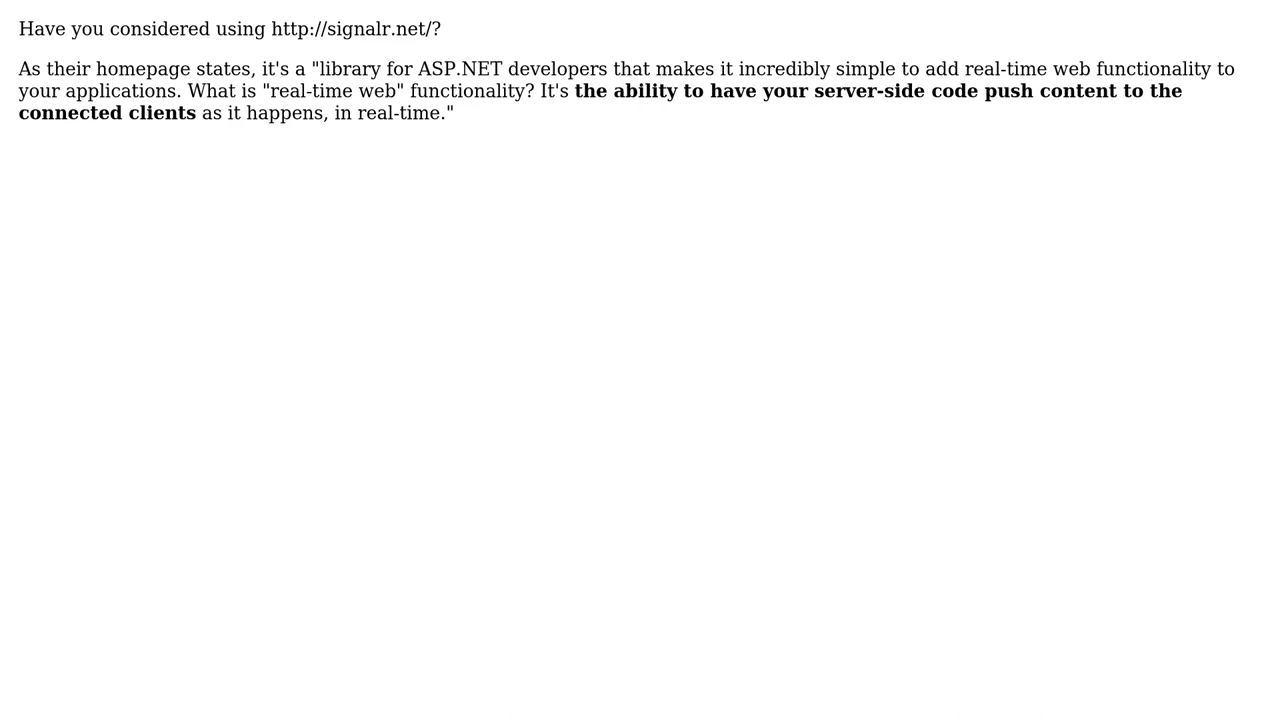 Have you considered using http://signalr.net/?
As their homepage states, it's a "library for ASP.NET developers that makes it incredibly simple to add real-time web functionality to
your applications. What is "real-time web" functionality? It's the ability to have your server-side code push content to the
connected clients as it happens, in real-time."